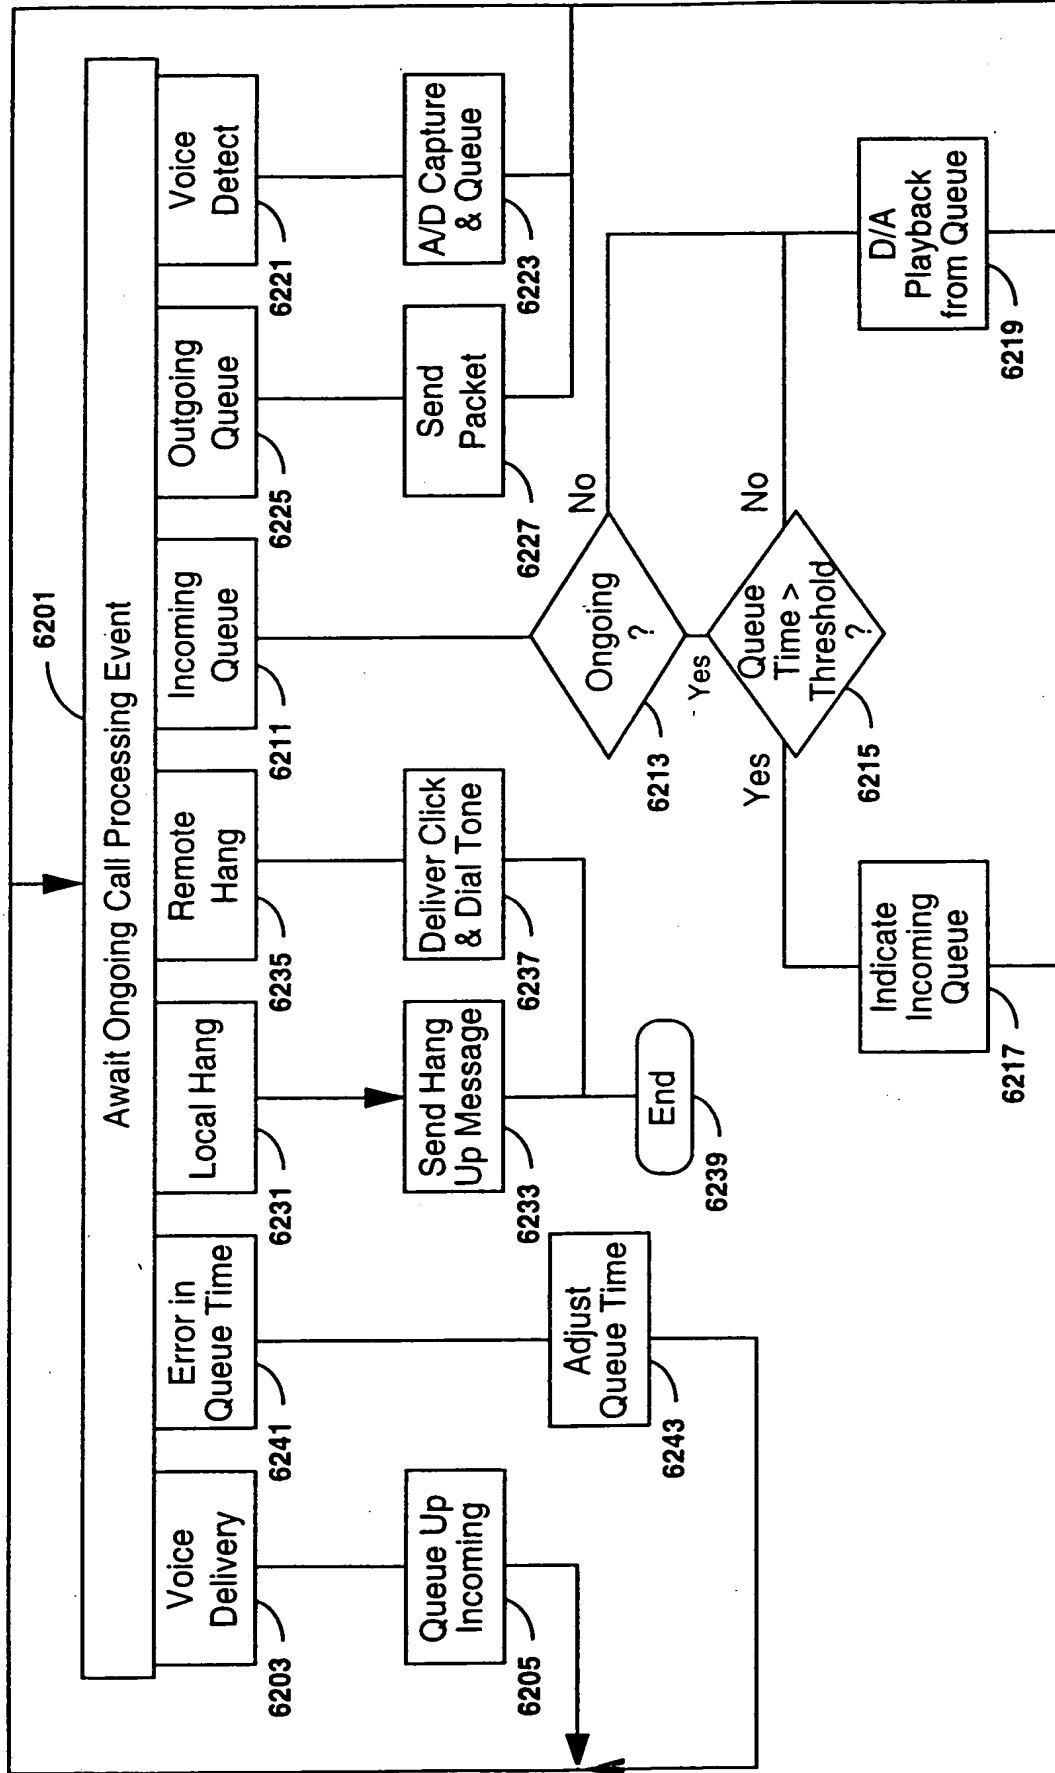 6201
Await Ongoing Call Processing Event
Voice
Delivery
6203
Error in
Queue Time
6241
Local Hang
6231
Remote
Hang
6235
Incoming
Queue
6211
Outgoing
Queue
6225
Voice
Detect
6221
Queue Up
Incoming
6205
Send Hang
Up Message
6233
Deliver Click
& Dial Tone
6237
Send
Packet
6227
A/D Capture
& Queue
6223
Adjust
Queue Time
6243
End
6239
Ongoing
?
6213
No
Yes
Queue
Time >
Threshold
?
6215
Yes
No
Indicate
Incoming
Queue
6217
D/A
Playback
from Queue
6219